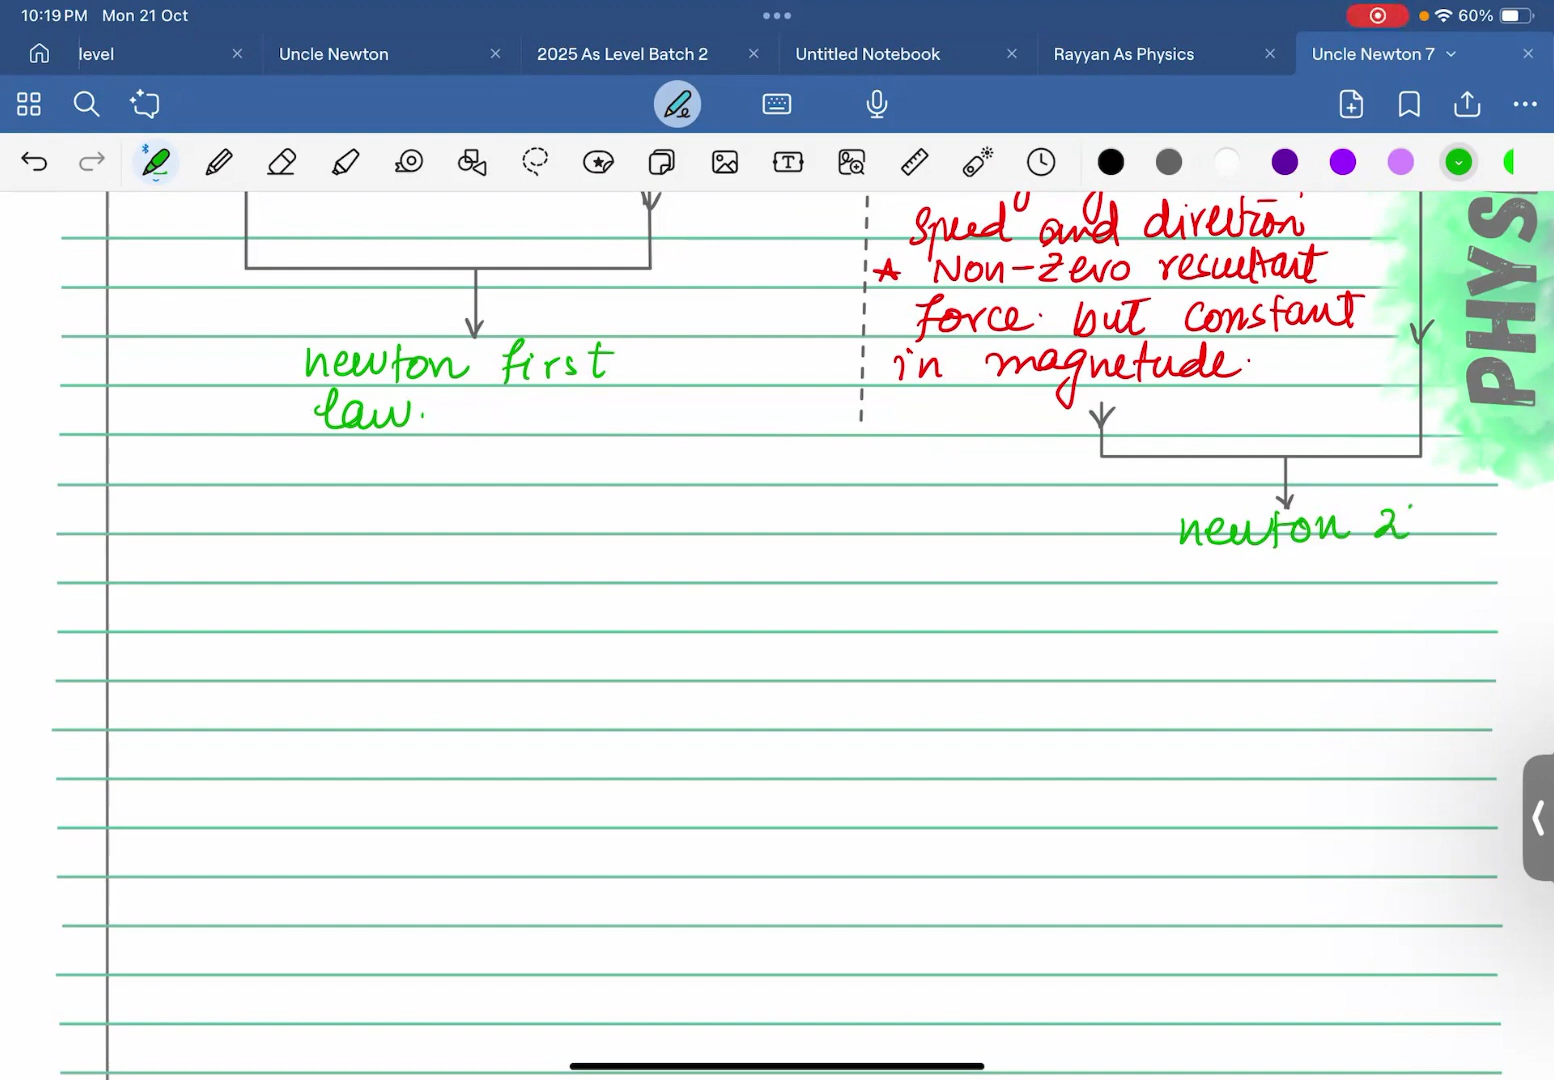 10:19 PM Mon 21 Oct
60%
level
Uncle Newton
2025 As Level Batch 2
Untitled Notebook
Rayyan As Physics
Uncle Newton 7
speed and direction
* Non-Zero resultant
force. but constant
in magnetude.
newton first
law.
newton 2
PHYS